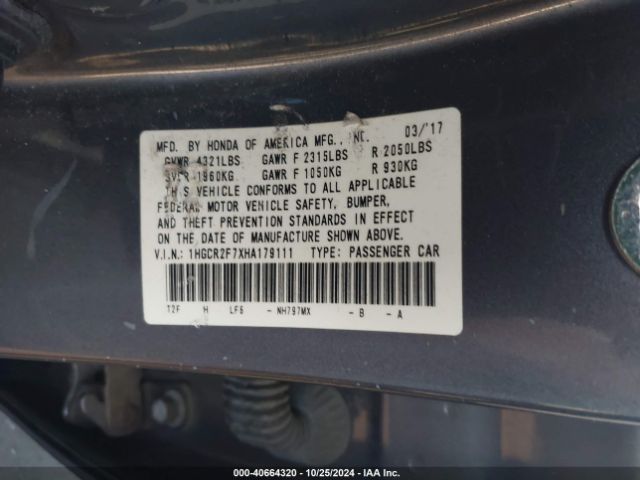 MFD. BY HONDA OF AMERICA MFG., INC. 03/'17
GVWR 4321LBS GAWR F 2315LBS R 2050LBS
GVWR 1960KG GAWR F 1050KG R 930KG
THIS VEHICLE CONFORMS TO ALL APPLICABLE
FEDERAL MOTOR VEHICLE SAFETY, BUMPER,
AND THEFT PREVENTION STANDARDS IN EFFECT
ON THE DATE OF MANUFACTURE SHOWN ABOVE.
V.I.N.: 1HGCR2F7XHA179111 TYPE: PASSENGER CAR
T2F H LF6 - NH797MX - B - A
000-40664320 | 10/25/2024 | IAA Inc.